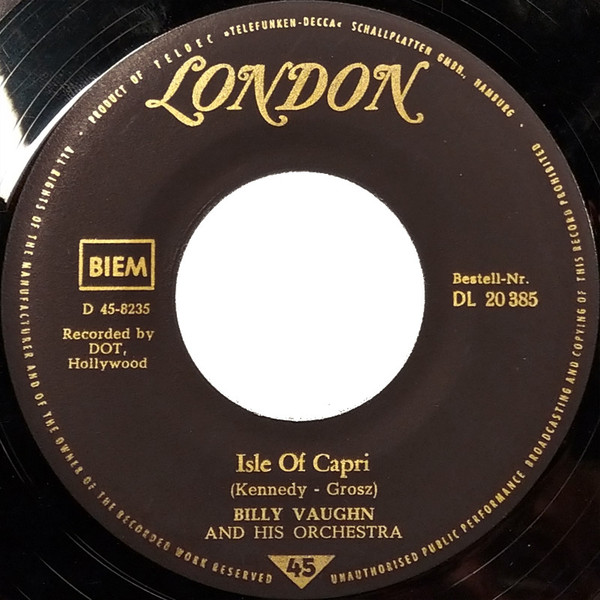 ALL RIGHTS OF THE MANUFACTURER AND OF THE OWNER OF THE RECORDED WORK RESERVED
· PRODUCT OF TELDEC »TELEFUNKEN-DECCA« SCHALLPLATTEN GMBH., HAMBURG ·
UNAUTHORISED PUBLIC PERFORMANCE BROADCASTING AND COPYING OF THIS RECORD PROHIBITED
LONDON
BIEM
D 45-8235
Recorded by
DOT,
Hollywood
Bestell-Nr.
DL 20 385
Isle Of Capri
(Kennedy - Grosz)
BILLY VAUGHN
AND HIS ORCHESTRA
45